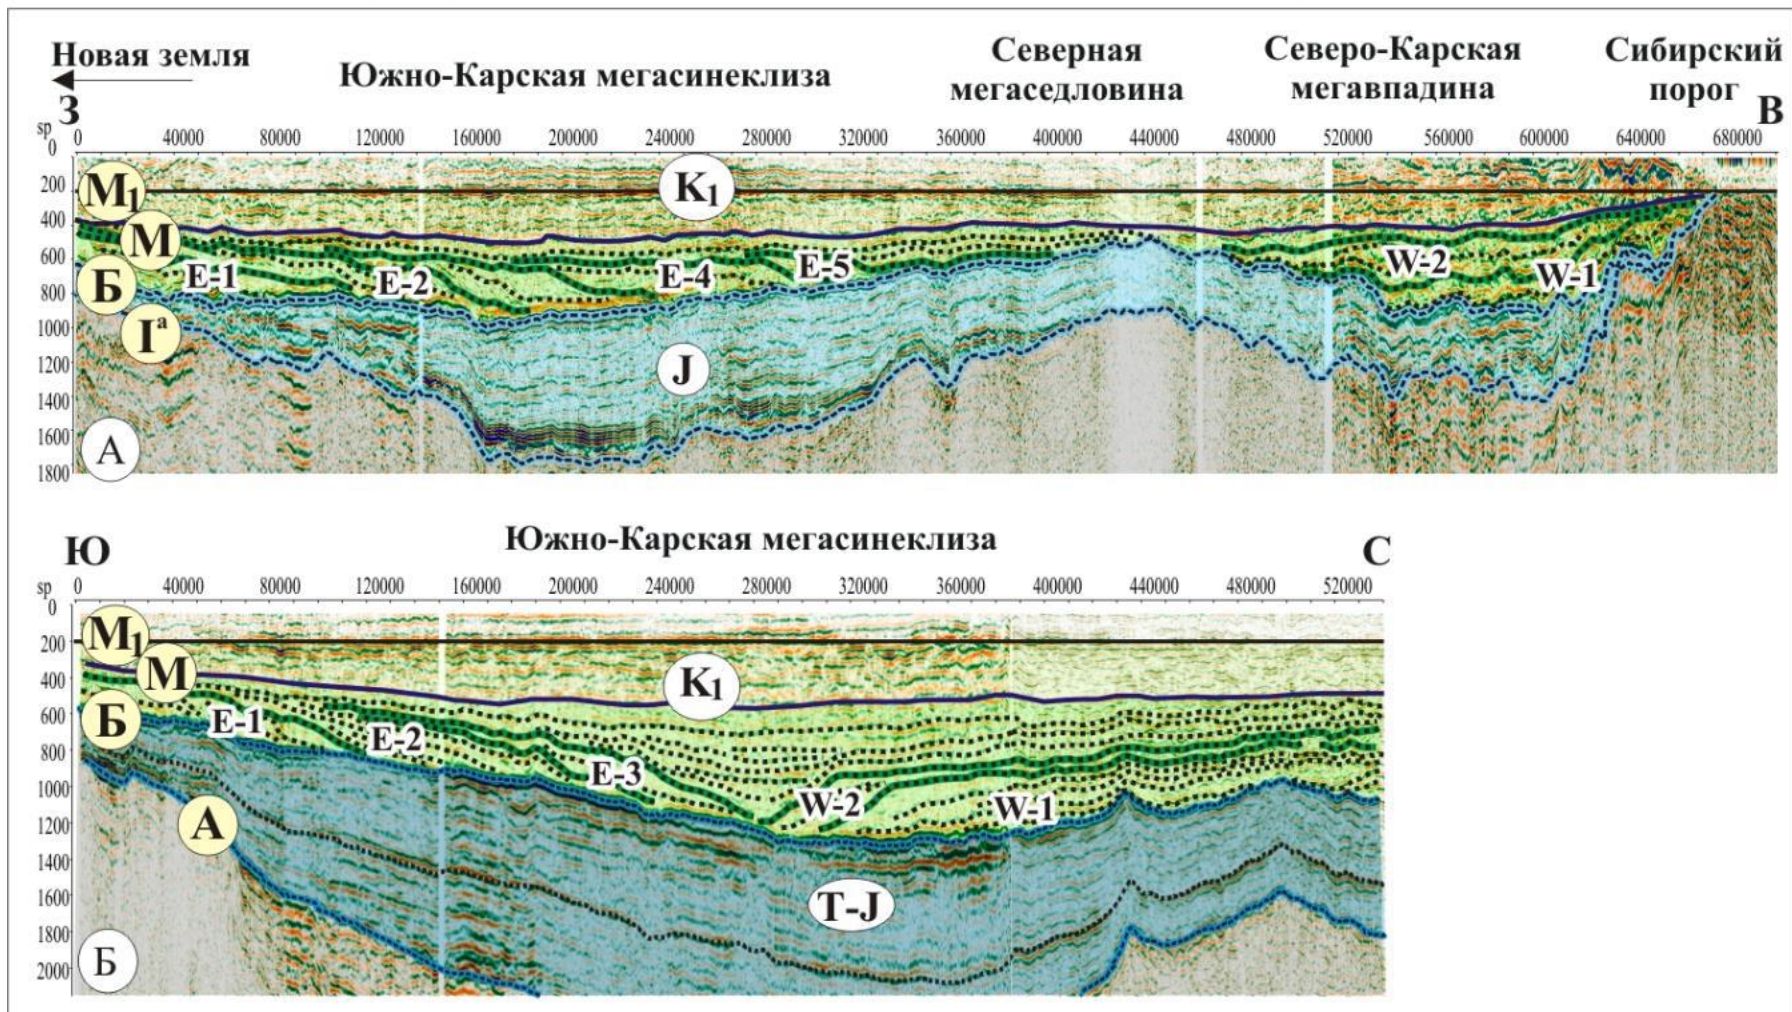 Новая земля
Южно-Карская мегасинеклиза
Северная
мегаседловина
Северо-Карская
мегавпадина
Сибирский
порог
З
В
sp
0 40000 80000 120000 160000 200000 240000 280000 320000 360000 400000 440000 480000 520000 560000 600000 640000 680000
0
200
400
600
800
1000
1200
1400
1600
1800
М1
К1
М
Б
Iа
E-1
E-2
E-4
E-5
W-2
W-1
J
А
Ю
Южно-Карская мегасинеклиза
С
sp
0 40000 80000 120000 160000 200000 240000 280000 320000 360000 400000 440000 480000 520000
0
200
400
600
800
1000
1200
1400
1600
1800
2000
М1
М
К1
Б
E-1
E-2
E-3
W-2
W-1
А
T-J
Б